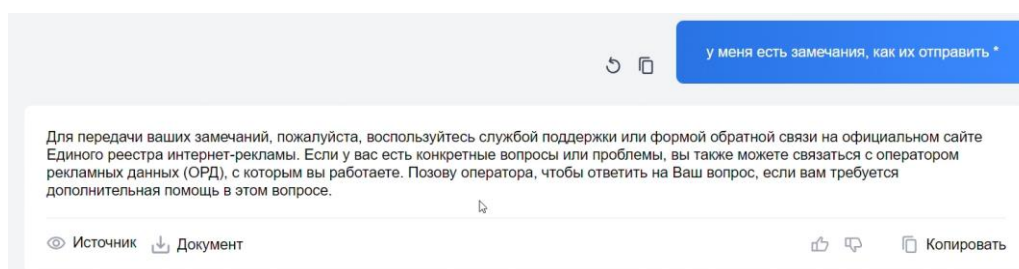 у меня есть замечания, как их отправить *
Для передачи ваших замечаний, пожалуйста, воспользуйтесь службой поддержки или формой обратной связи на официальном сайте
Единого реестра интернет-рекламы. Если у вас есть конкретные вопросы или проблемы, вы также можете связаться с оператором
рекламных данных (ОРД), с которым вы работаете. Позову оператора, чтобы ответить на Ваш вопрос, если вам требуется
дополнительная помощь в этом вопросе.
Источник Документ Копировать